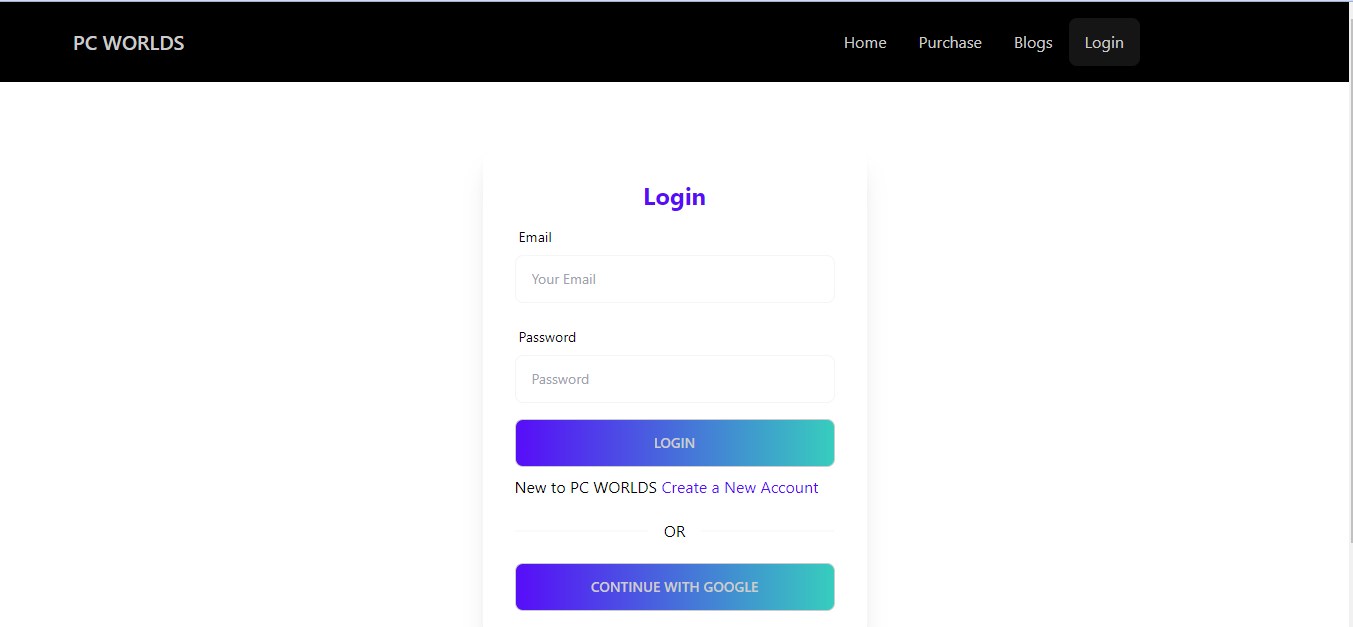 PC WORLDS Home Purchase Blogs Login
Login
Email
Your Email
Password
Password
LOGIN
New to PC WORLDS Create a New Account
OR
CONTINUE WITH GOOGLE